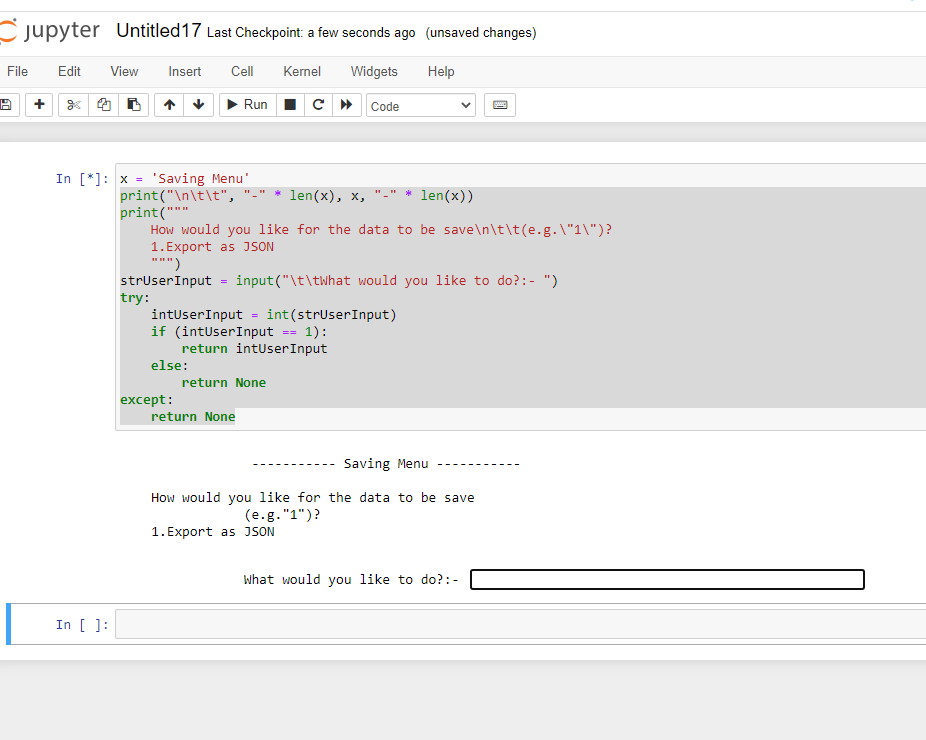 jupyter Untitled17 Last Checkpoint: a few seconds ago (unsaved changes)
File Edit View Insert Cell Kernel Widgets Help
Run Code
In [*]: x = 'Saving Menu'
print("\n\t\t", "-" * len(x), x, "-" * len(x))
print("""
How would you like for the data to be save\n\t\t(e.g.\"1\")?
1.Export as JSON
""")
strUserInput = input("\t\tWhat would you like to do?:- ")
try:
intUserInput = int(strUserInput)
if (intUserInput == 1):
return intUserInput
else:
return None
except:
return None
----------- Saving Menu -----------
How would you like for the data to be save
(e.g."1")?
1.Export as JSON
What would you like to do?:-
In [ ]: